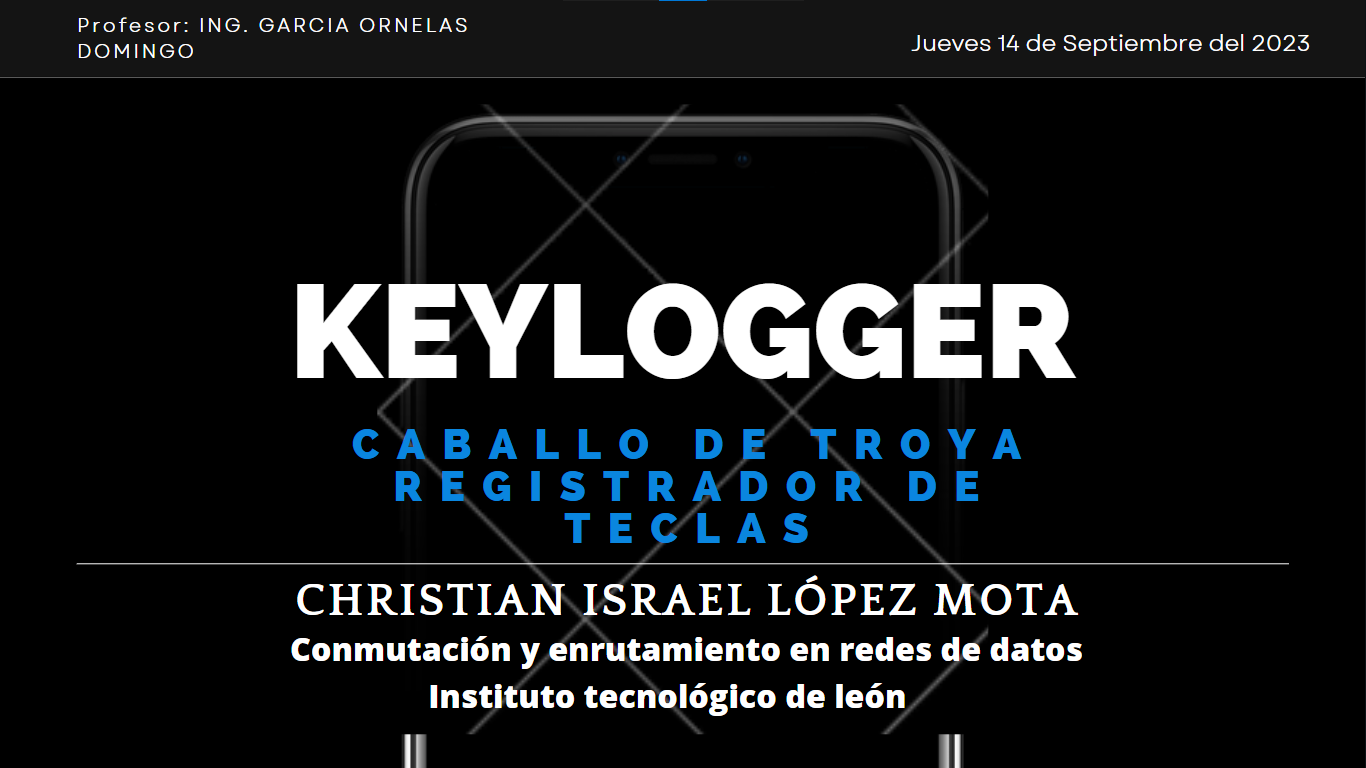 Profesor: ING. GARCIA ORNELAS
DOMINGO
Jueves 14 de Septiembre del 2023
KEYLOGGER
CABALLO DE TROYA
REGISTRADOR DE
TECLAS
CHRISTIAN ISRAEL LÓPEZ MOTA
Conmutación y enrutamiento en redes de datos
Instituto tecnológico de león